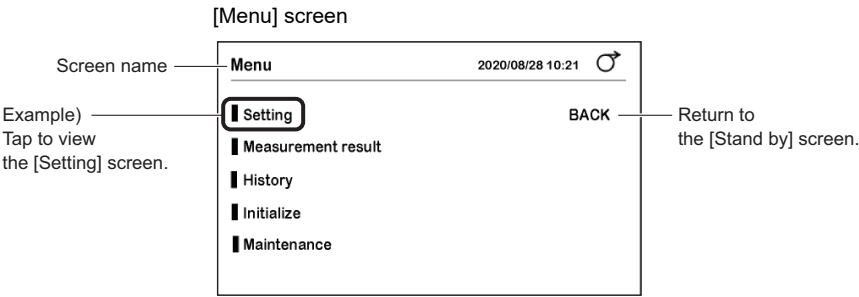 [Menu] screen
Screen name
Menu
2020/08/28 10:21
Example)
Tap to view
the [Setting] screen.
Setting
BACK
Return to
the [Stand by] screen.
Measurement result
History
Initialize
Maintenance